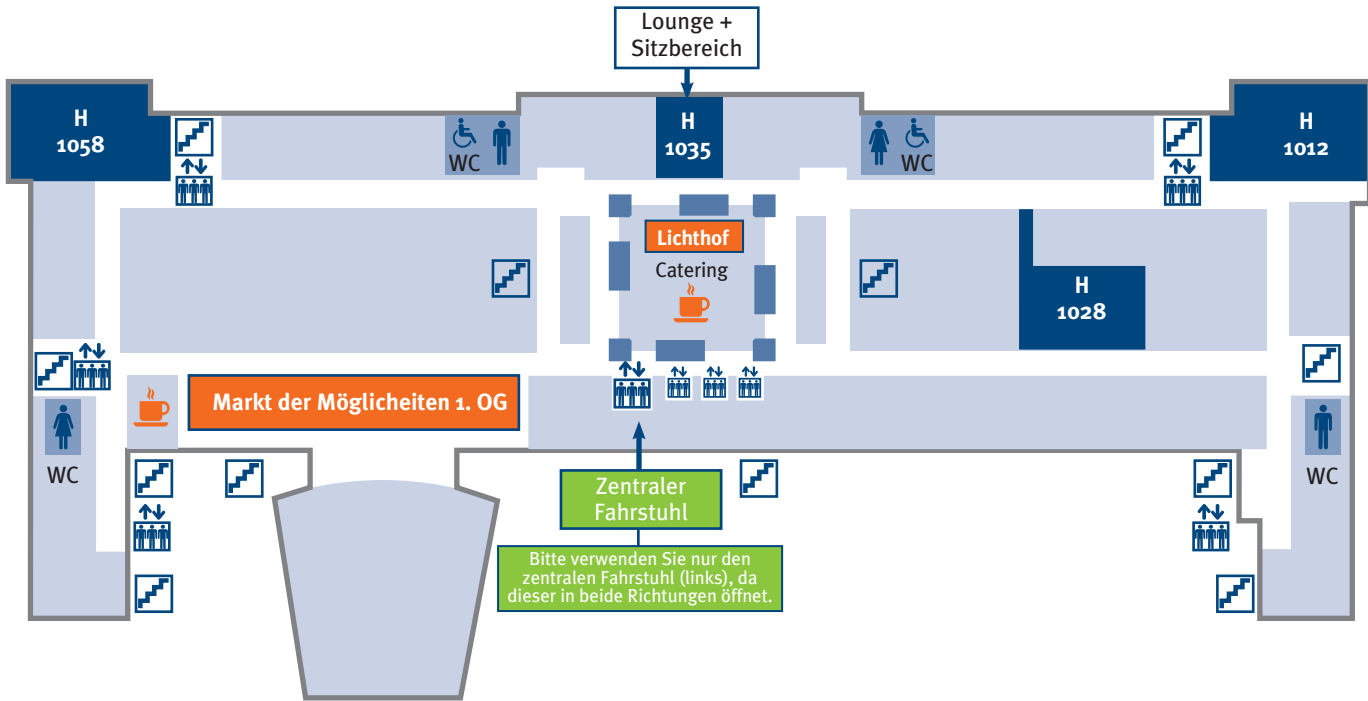 Lounge +
Sitzbereich
H
1058
WC
H
1035
WC
H
1012
Lichthof
Catering
H
1028
Markt der Möglicheiten 1. OG
WC
WC
Zentraler
Fahrstuhl
Bitte verwenden Sie nur den
zentralen Fahrstuhl (links), da
dieser in beide Richtungen öffnet.